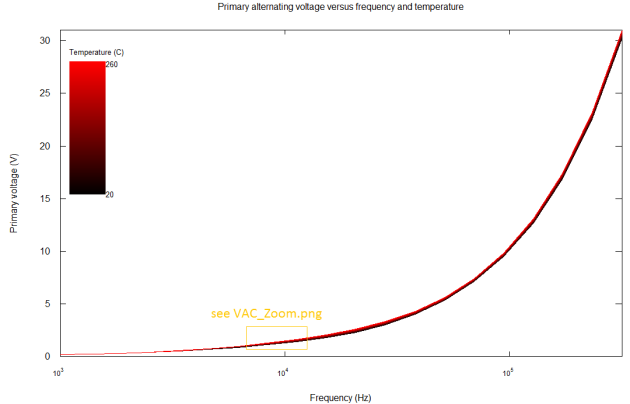 Primary alternating voltage versus frequency and temperature
30
25
20
15
10
5
0
Primary voltage (V)
Temperature (C)
260
20
see VAC_Zoom.png
10³
10⁴
10⁵
Frequency (Hz)